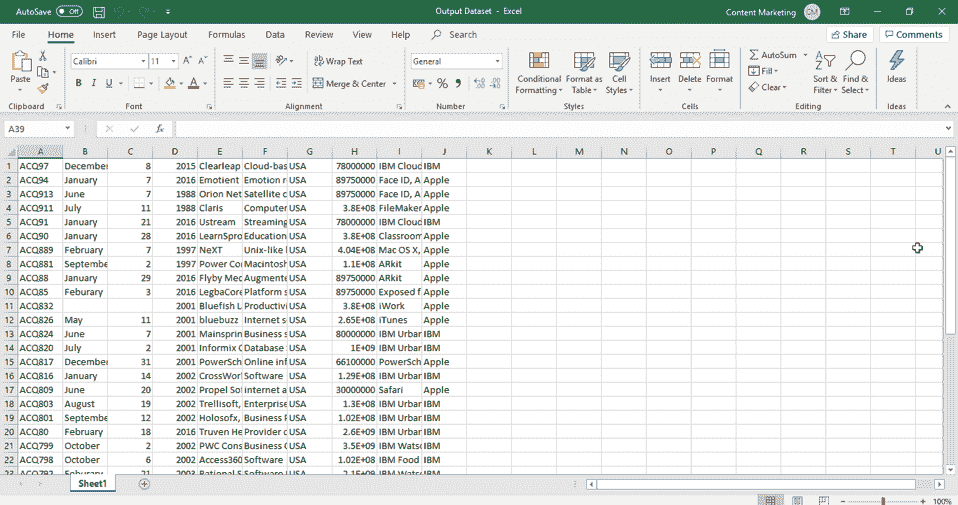 AutoSave Off Output Dataset - Excel Content Marketing CM
File Home Insert Page Layout Formulas Data Review View Help Search Share Comments
Paste Calibri 11 A A Wrap Text General Conditional Format as Cell Insert Delete Format AutoSum Sort & Find & Ideas
B I U A Merge & Center $ % , Formatting Table Styles Fill Clear Filter Select
Clipboard Font Alignment Number Styles Cells Editing Ideas
A39 fx
A B C D E F G H I J K L M N O P Q R S T U
1 ACQ97 December 8 2015 Clearleap Cloud-bas USA 78000000 IBM Cloud IBM
2 ACQ94 January 7 2016 Emotient Emotion r USA 89750000 Face ID, A Apple
3 ACQ913 June 7 1988 Orion Net Satellite c USA 89750000 Face ID, A Apple
4 ACQ911 July 11 1988 Claris Computer USA 3.8E+08 FileMaker Apple
5 ACQ91 January 21 2016 Ustream Streaming USA 78000000 IBM Cloud IBM
6 ACQ90 January 28 2016 LearnSpro Education USA 3.8E+08 Classroom Apple
7 ACQ889 February 7 1997 NeXT Unix-like USA 4.04E+08 Mac OS X, Apple
8 ACQ881 Septembe 2 1997 Power Co Macintosh USA 1.1E+08 ARkit Apple
9 ACQ88 January 29 2016 Flyby Med Augmente USA 89750000 ARkit Apple
10 ACQ85 Feburary 3 2016 LegbaCore Platform s USA 89750000 Exposed f Apple
11 ACQ832 2001 Bluefish L Productiv USA 3.8E+08 iWork Apple
12 ACQ826 May 11 2001 bluebuzz Internet s USA 2.65E+08 iTunes Apple
13 ACQ824 June 7 2001 Mainsprin Business s USA 80000000 IBM Urbar IBM
14 ACQ820 July 2 2001 Informix C Database USA 1E+09 IBM Urbar IBM
15 ACQ817 December 31 2001 PowerSch Online inf USA 66100000 PowerSch Apple
16 ACQ816 January 14 2002 CrossWor Software USA 1.29E+08 IBM Urbar IBM
17 ACQ809 June 20 2002 Propel Sof internet a USA 30000000 Safari Apple
18 ACQ803 August 19 2002 Trellisoft, Enterprise USA 1.3E+08 IBM Urbar IBM
19 ACQ801 Septembe 12 2002 Holosofx, Business P USA 1.02E+08 IBM Urbar IBM
20 ACQ80 February 18 2016 Truven He Provider c USA 2.6E+09 IBM Urbar IBM
21 ACQ799 October 2 2002 PWC Cons Business C USA 3.5E+09 IBM Watso IBM
22 ACQ798 October 6 2002 Access360 Software USA 1.02E+08 IBM Food IBM
23 ACQ792 Feburary 21 2003 Rational S Software USA 2.1E+09 IBM Watso IBM
Sheet1
100%